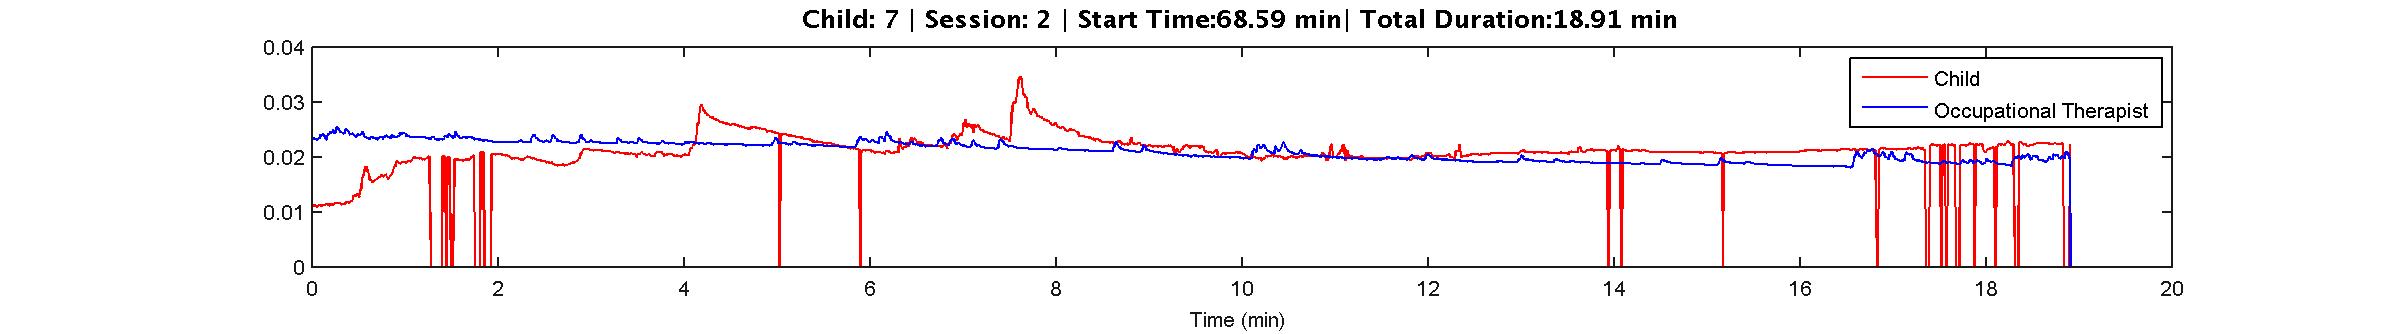 Child: 7 | Session: 2 | Start Time:68.59 min| Total Duration:18.91 min
0.04
0.03
0.02
0.01
0
Child
Occupational Therapist
0 2 4 6 8 10 12 14 16 18 20
Time (min)